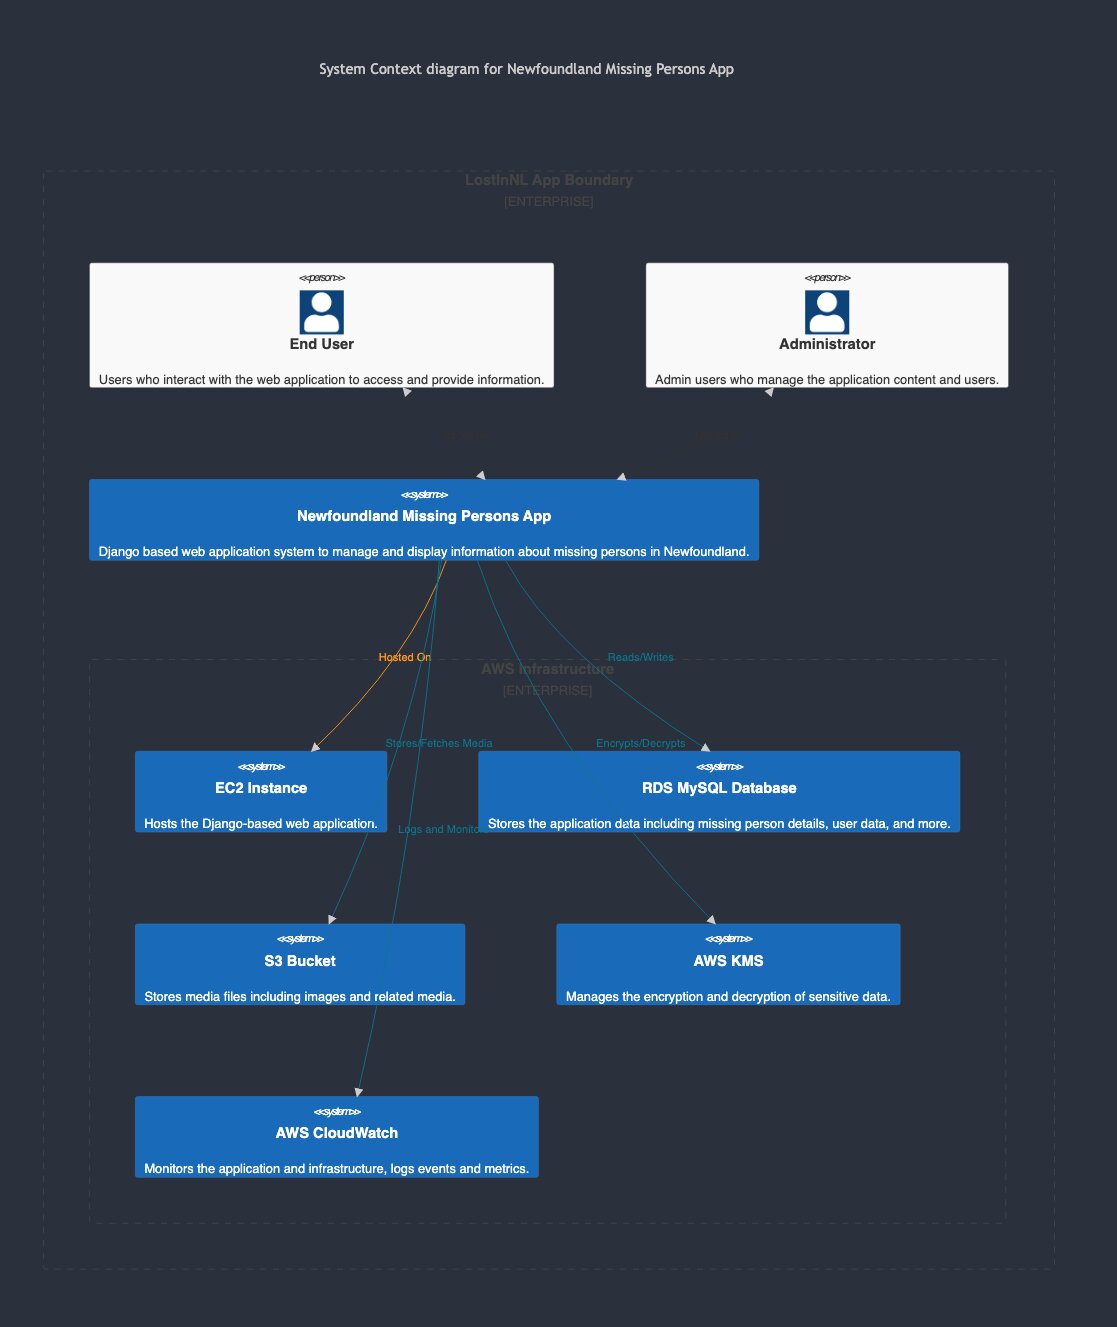 System Context diagram for Newfoundland Missing Persons App
LostInNL App Boundary
[ENTERPRISE]
<<person>>
End User
Users who interact with the web application to access and provide information.
<<person>>
Administrator
Admin users who manage the application content and users.
<<system>>
Newfoundland Missing Persons App
Django based web application system to manage and display information about missing persons in Newfoundland.
Hosted On
Reads/Writes
AWS Infrastructure
[ENTERPRISE]
Stores/Fetches Media
Encrypts/Decrypts
<<system>>
EC2 Instance
Hosts the Django-based web application.
<<system>>
RDS MySQL Database
Stores the application data including missing person details, user data, and more.
Logs and Monitors
<<system>>
S3 Bucket
Stores media files including images and related media.
<<system>>
AWS KMS
Manages the encryption and decryption of sensitive data.
<<system>>
AWS CloudWatch
Monitors the application and infrastructure, logs events and metrics.